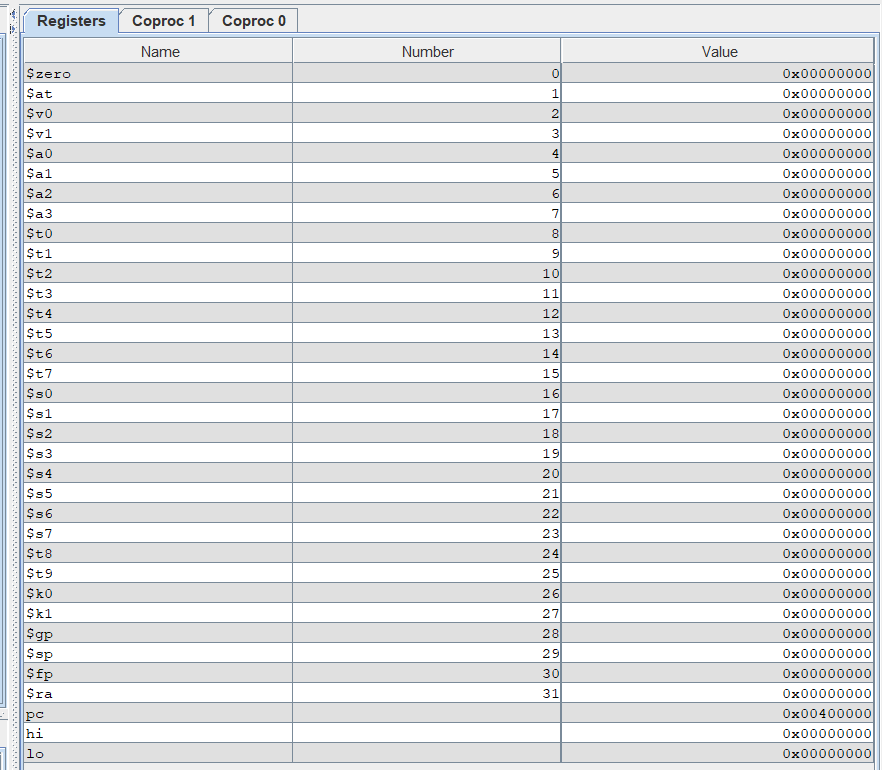 Registers Coproc 1 Coproc 0
Name Number Value
$zero 0 0x00000000
$at 1 0x00000000
$v0 2 0x00000000
$v1 3 0x00000000
$a0 4 0x00000000
$a1 5 0x00000000
$a2 6 0x00000000
$a3 7 0x00000000
$t0 8 0x00000000
$t1 9 0x00000000
$t2 10 0x00000000
$t3 11 0x00000000
$t4 12 0x00000000
$t5 13 0x00000000
$t6 14 0x00000000
$t7 15 0x00000000
$s0 16 0x00000000
$s1 17 0x00000000
$s2 18 0x00000000
$s3 19 0x00000000
$s4 20 0x00000000
$s5 21 0x00000000
$s6 22 0x00000000
$s7 23 0x00000000
$t8 24 0x00000000
$t9 25 0x00000000
$k0 26 0x00000000
$k1 27 0x00000000
$gp 28 0x00000000
$sp 29 0x00000000
$fp 30 0x00000000
$ra 31 0x00000000
pc 0x00400000
hi 0x00000000
lo 0x00000000